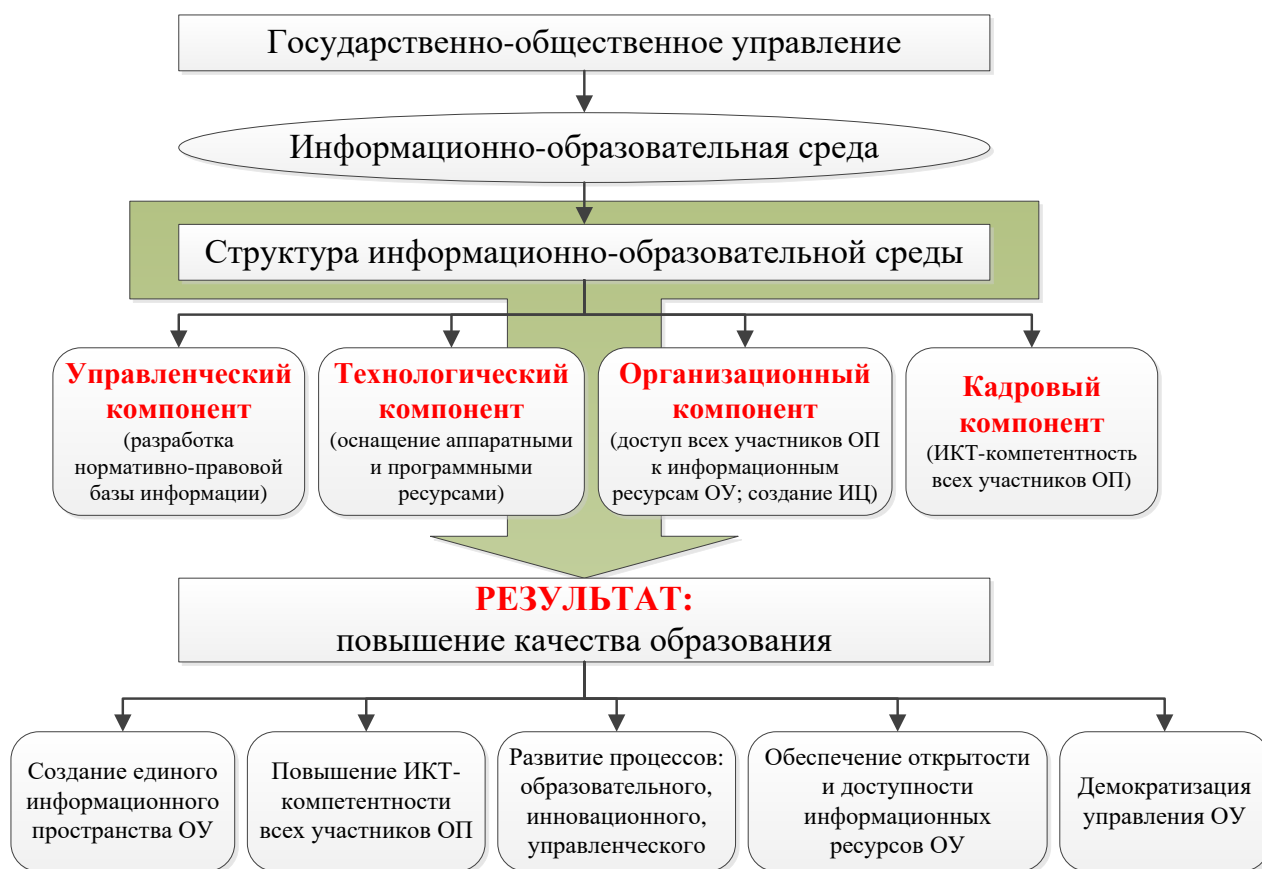 Государственно-общественное управление
Информационно-образовательная среда
Структура информационно-образовательной среды
Управленческий
компонент
(разработка
нормативно-правовой
базы информации)
Технологический
компонент
(оснащение аппаратными
и программными
ресурсами)
Организационный
компонент
(доступ всех участников ОП
к информационным
ресурсам ОУ; создание ИЦ)
Кадровый
компонент
(ИКТ-компетентность
всех участников ОП)
РЕЗУЛЬТАТ:
повышение качества образования
Создание единого
информационного
пространства ОУ
Повышение ИКТ-
компетентности
всех участников ОП
Развитие процессов:
образовательного,
инновационного,
управленческого
Обеспечение открытости
и доступности
информационных
ресурсов ОУ
Демократизация
управления ОУ